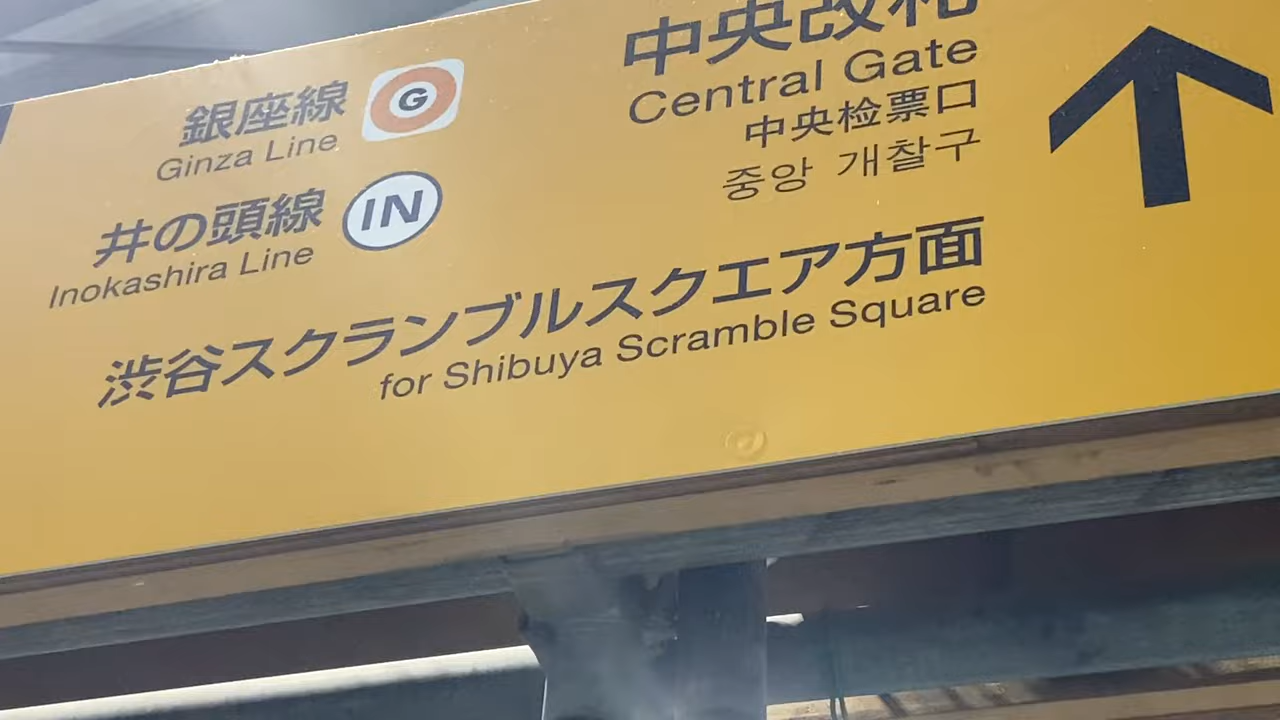 銀座線 G
Ginza Line
井の頭線 IN
Inokashira Line
中央改札
Central Gate
中央检票口
중앙 개찰구
渋谷スクランブルスクエア方面
for Shibuya Scramble Square